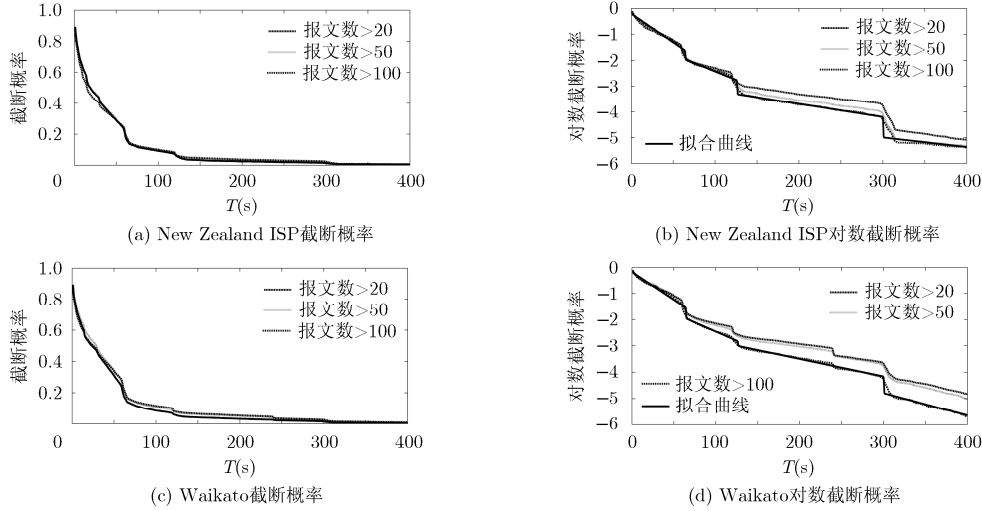 1.0
0.8
0.6
0.4
0.2
0
100
200
300
400
截断概率
T(s)
报文数>20
报文数>50
报文数>100
(a) New Zealand ISP截断概率
0
−1
−2
−3
−4
−5
−6
0
100
200
300
400
对数截断概率
T(s)
报文数>20
报文数>50
报文数>100
拟合曲线
(b) New Zealand ISP对数截断概率
1.0
0.8
0.6
0.4
0.2
0
100
200
300
400
截断概率
T(s)
报文数>20
报文数>50
报文数>100
(c) Waikato截断概率
0
−1
−2
−3
−4
−5
−6
0
100
200
300
400
对数截断概率
T(s)
报文数>20
报文数>50
报文数>100
拟合曲线
(d) Waikato对数截断概率